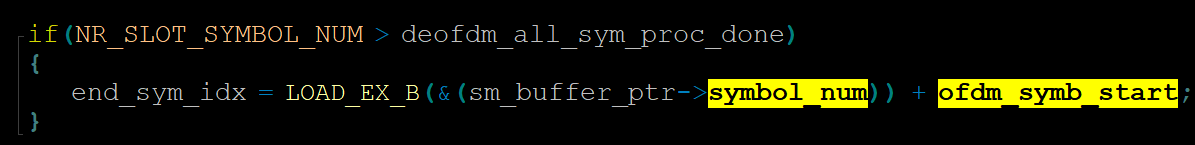 if(NR_SLOT_SYMBOL_NUM > deofdm_all_sym_proc_done)
{
end_sym_idx = LOAD_EX_B(&(sm_buffer_ptr->symbol_num)) + ofdm_symb_start;
}